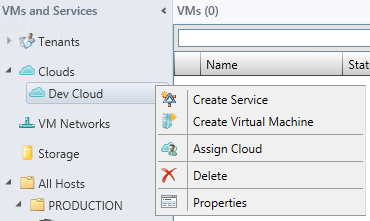 VMs and Services
Tenants
Clouds
Dev Cloud
VM Networks
Storage
All Hosts
PRODUCTION
VMs (0)
Name
Create Service
Create Virtual Machine
Assign Cloud
Delete
Properties